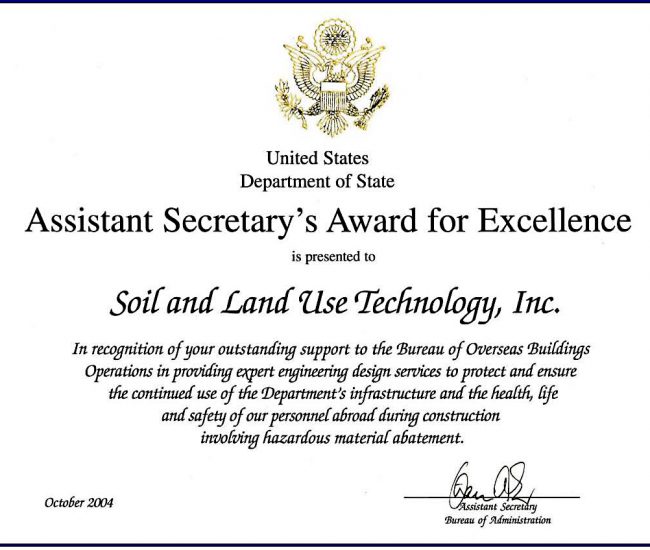 United States
Department of State
Assistant Secretary's Award for Excellence
is presented to
Soil and Land Use Technology, Inc.
In recognition of your outstanding support to the Bureau of Overseas Buildings
Operations in providing expert engineering design services to protect and ensure
the continued use of the Department's infrastructure and the health, life
and safety of our personnel abroad during construction
involving hazardous material abatement.
October 2004
Assistant Secretary
Bureau of Administration